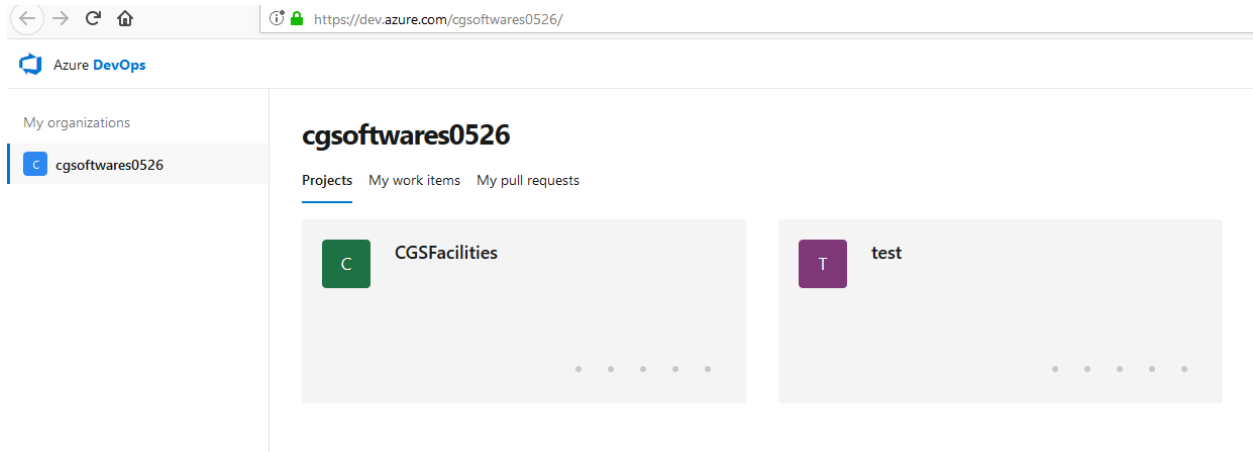 https://dev.azure.com/cgsoftwares0526/
Azure DevOps
My organizations
C cgsoftwares0526
cgsoftwares0526
Projects My work items My pull requests
C CGSFacilities
T test